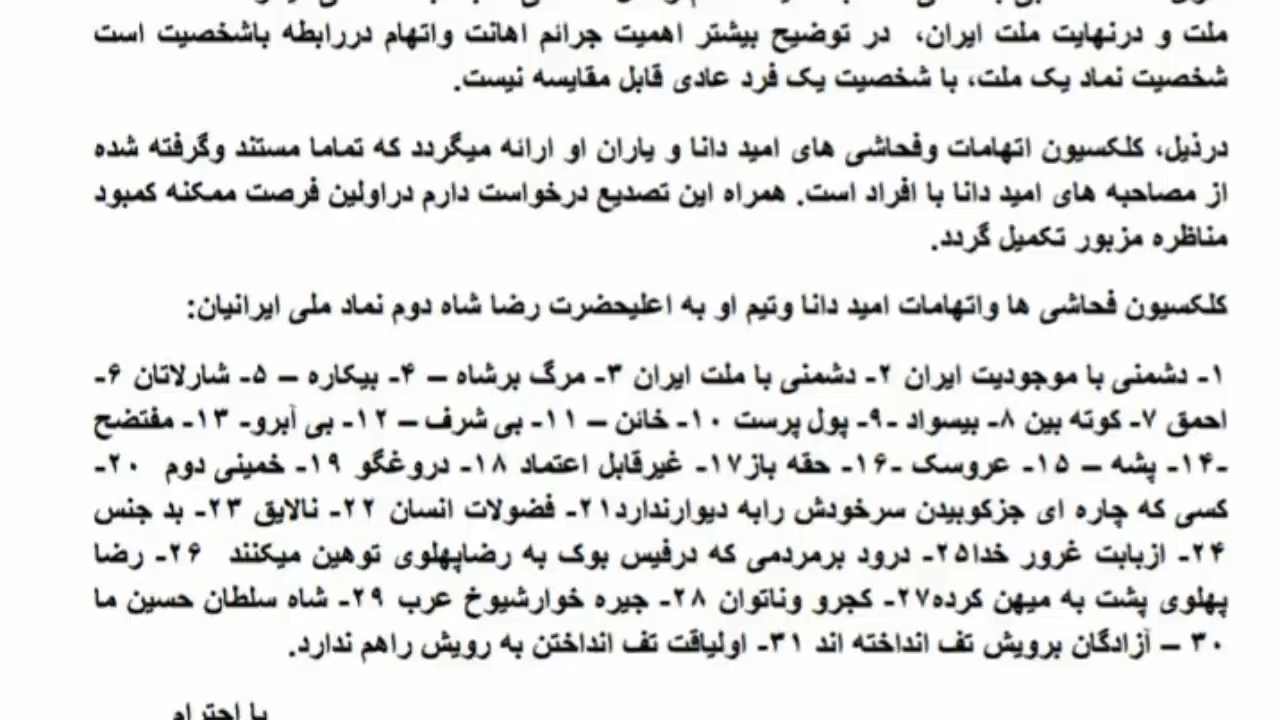 ملت و درنهایت ملت ایران، در توضیح بیشتر اهمیت جرائم اهانت واتهام دررابطه باشخصیت است
شخصیت نماد یک ملت، با شخصیت یک فرد عادی قابل مقایسه نیست.
درذیل، کلکسیون اتهامات وفحاشی های امید دانا و یاران او ارائه میگردد که تماما مستند وگرفته شده
از مصاحبه های امید دانا با افراد است. همراه این تصدیع درخواست دارم دراولین فرصت ممکنه کمبود
مناظره مزبور تکمیل گردد.
کلکسیون فحاشی ها واتهامات امید دانا وتیم او به اعلیحضرت رضا شاه دوم نماد ملی ایرانیان:
۱- دشمنی با موجودیت ایران ۲- دشمنی با ملت ایران ۳- مرگ برشاه – ۴- بیکاره – ۵- شارلاتان ۶-
احمق ۷- کوته بین ۸- بیسواد -۹- پول پرست ۱۰- خائن – ۱۱- بی شرف – ۱۲- بی آبرو- ۱۳- مفتضح
-۱۴- پشه – ۱۵- عروسک -۱۶- حقه باز۱۷- غیرقابل اعتماد ۱۸- دروغگو ۱۹- خمینی دوم ۲۰-
کسی که چاره ای جزکوبیدن سرخودش رابه دیوارندارد۲۱- فضولات انسان ۲۲- نالایق ۲۳- بد جنس
۲۴- ازبابت غرور خدا۲۵- درود برمردمی که درفیس بوک به رضاپهلوی توهین میکنند ۲۶- رضا
پهلوی پشت به میهن کرده۲۷- کجرو وناتوان ۲۸- جیره خوارشیوخ عرب ۲۹- شاه سلطان حسین ما
۳۰ – آزادگان برویش تف انداخته اند ۳۱- اولیاقت تف انداختن به رویش راهم ندارد.
با احترام